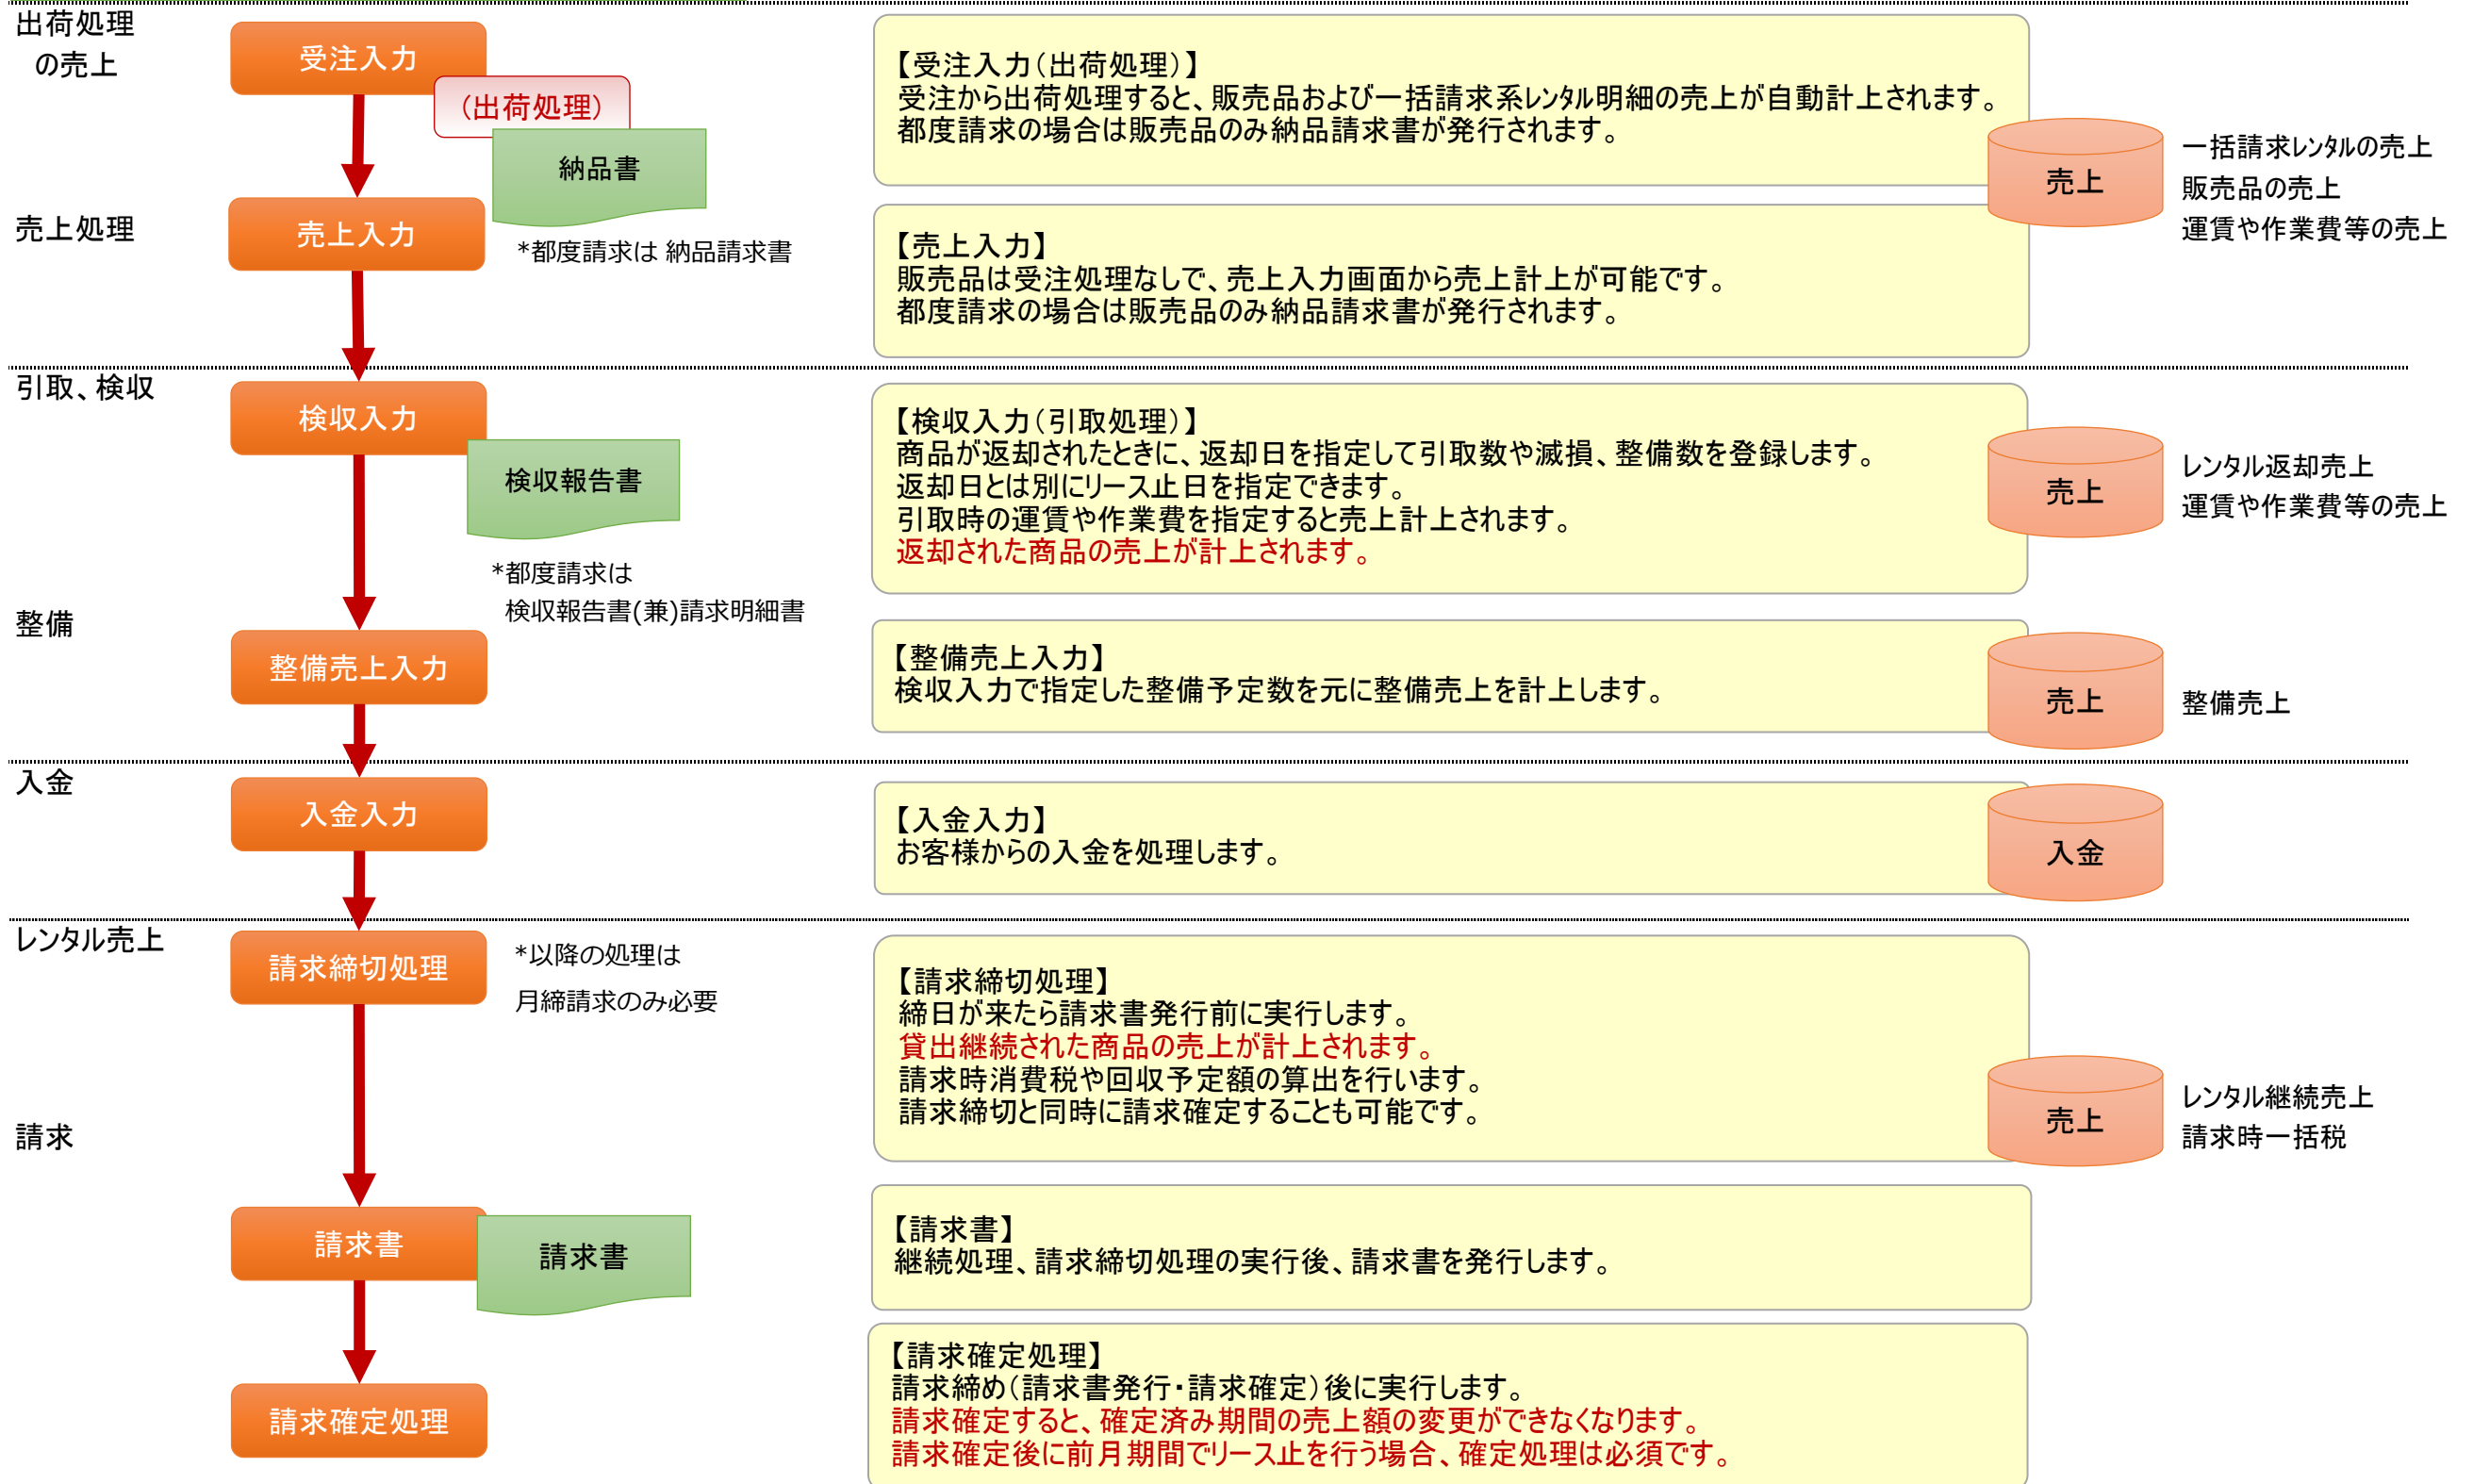 出荷処理
の売上
受注入力
(出荷処理)
納品書
【受注入力(出荷処理)】
受注から出荷処理すると、販売品および一括請求系レンタル明細の売上が自動計上されます。
都度請求の場合は販売品のみ納品請求書が発行されます。
売上
一括請求レンタルの売上
販売品の売上
運賃や作業費等の売上
売上処理
売上入力
*都度請求は 納品請求書
【売上入力】
販売品は受注処理なしで、売上入力画面から売上計上が可能です。
都度請求の場合は販売品のみ納品請求書が発行されます。
引取、検収
検収入力
検収報告書
*都度請求は
検収報告書(兼)請求明細書
【検収入力(引取処理)】
商品が返却されたときに、返却日を指定して引取数や滅損、整備数を登録します。
返却日とは別にリース止日を指定できます。
引取時の運賃や作業費を指定すると売上計上されます。
返却された商品の売上が計上されます。
売上
レンタル返却売上
運賃や作業費等の売上
整備
整備売上入力
【整備売上入力】
検収入力で指定した整備予定数を元に整備売上を計上します。
売上
整備売上
入金
入金入力
【入金入力】
お客様からの入金を処理します。
入金
レンタル売上
請求締切処理
*以降の処理は
月締請求のみ必要
【請求締切処理】
締日が来たら請求書発行前に実行します。
貸出継続された商品の売上が計上されます。
請求時消費税や回収予定額の算出を行います。
請求締切と同時に請求確定することも可能です。
売上
レンタル継続売上
請求時一括税
請求
請求書
請求書
【請求書】
継続処理、請求締切処理の実行後、請求書を発行します。
請求確定処理
【請求確定処理】
請求締め(請求書発行・請求確定)後に実行します。
請求確定すると、確定済み期間の売上額の変更ができなくなります。
請求確定後に前月期間でリース止を行う場合、確定処理は必須です。